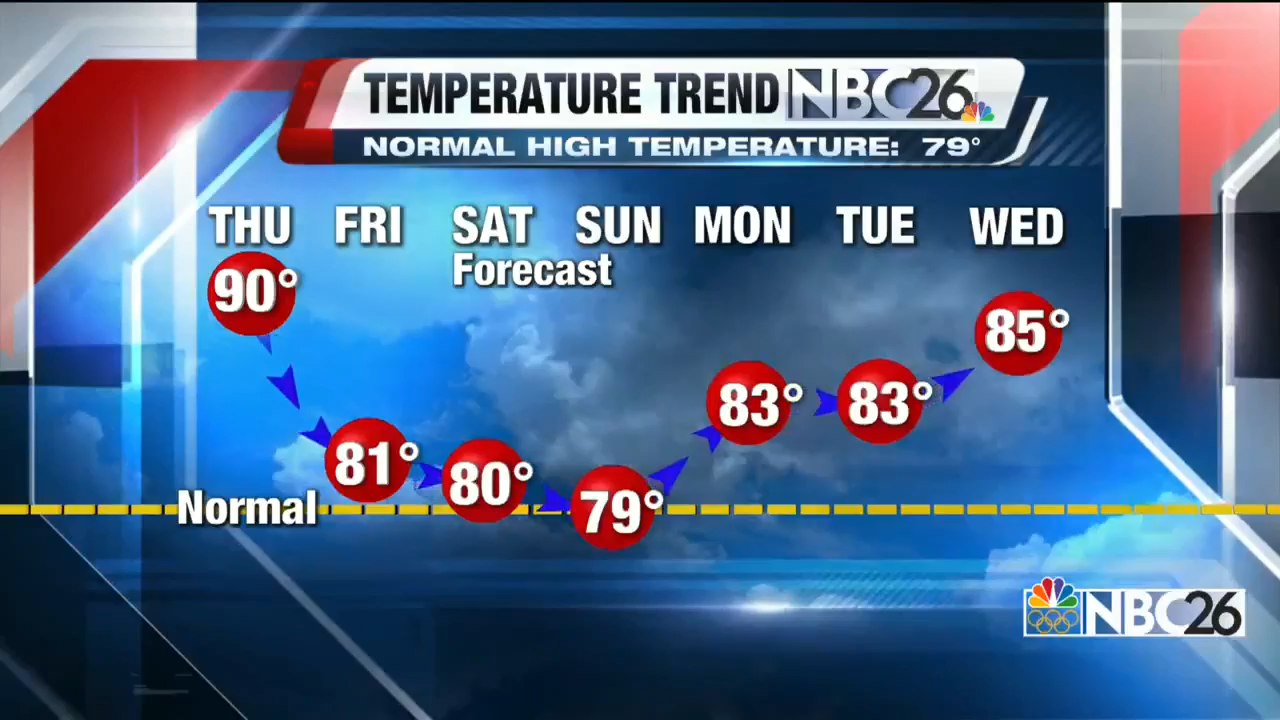 TEMPERATURE TREND NBC26
NORMAL HIGH TEMPERATURE: 79°
THU FRI SAT SUN MON TUE WED
Forecast
90°
85°
83° 83°
81° 80°
79°
Normal
NBC26